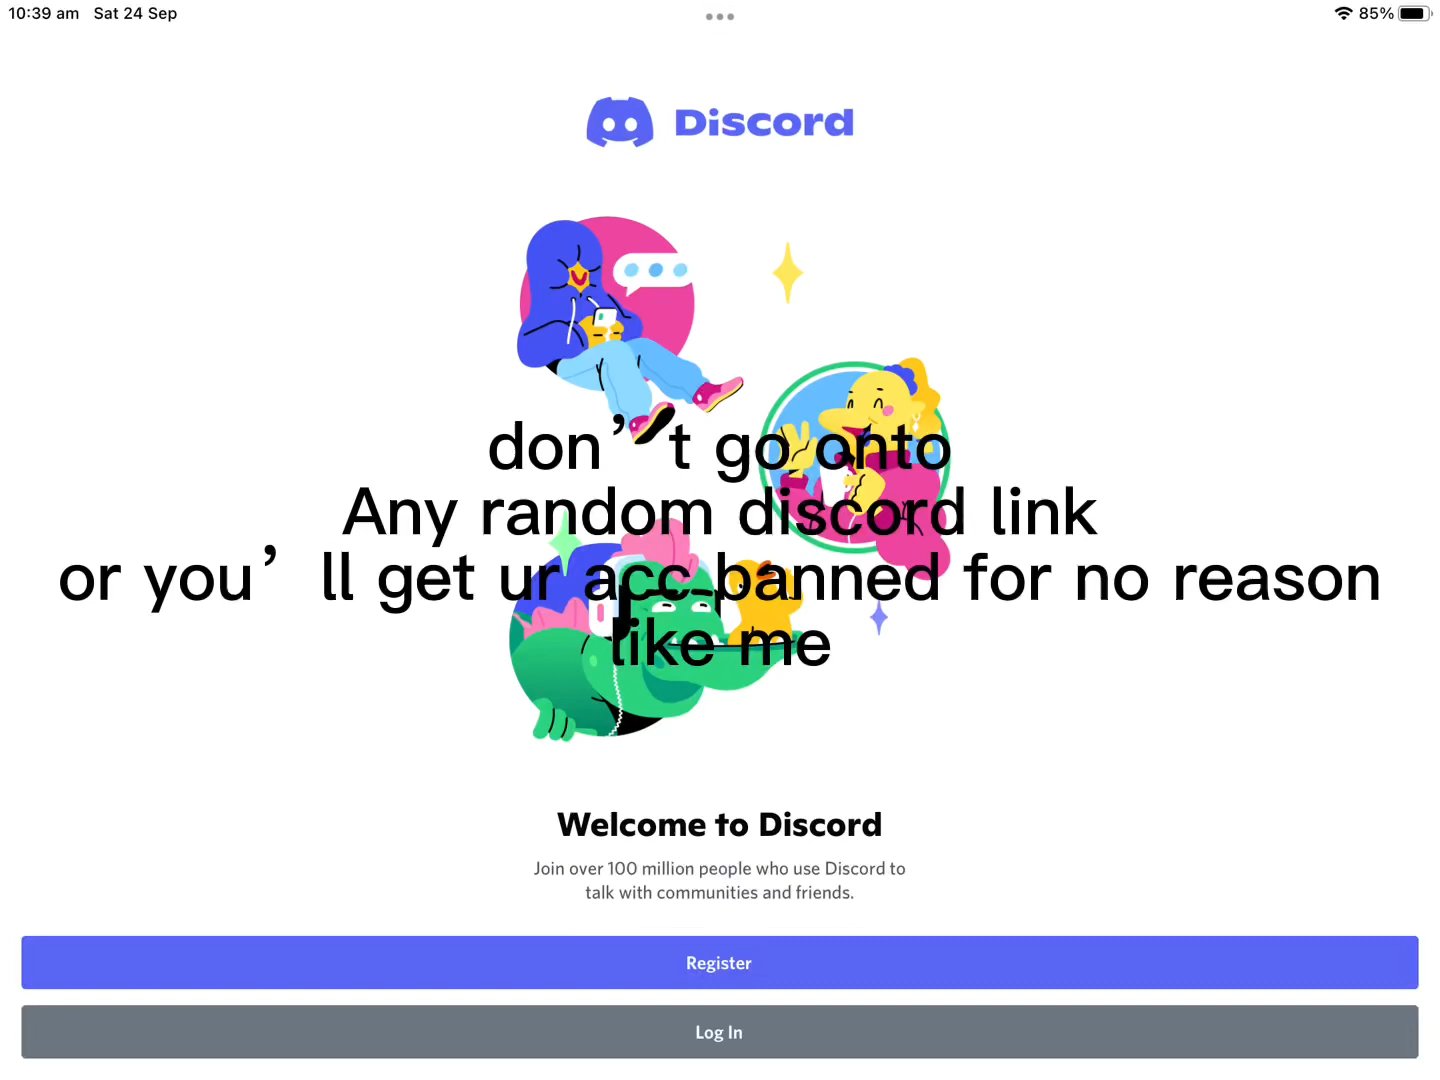 10:39 am Sat 24 Sep
85%
Discord
don’t go onto
Any random discord link
or you’ll get ur acc banned for no reason
like me
Welcome to Discord
Join over 100 million people who use Discord to
talk with communities and friends.
Register
Log In